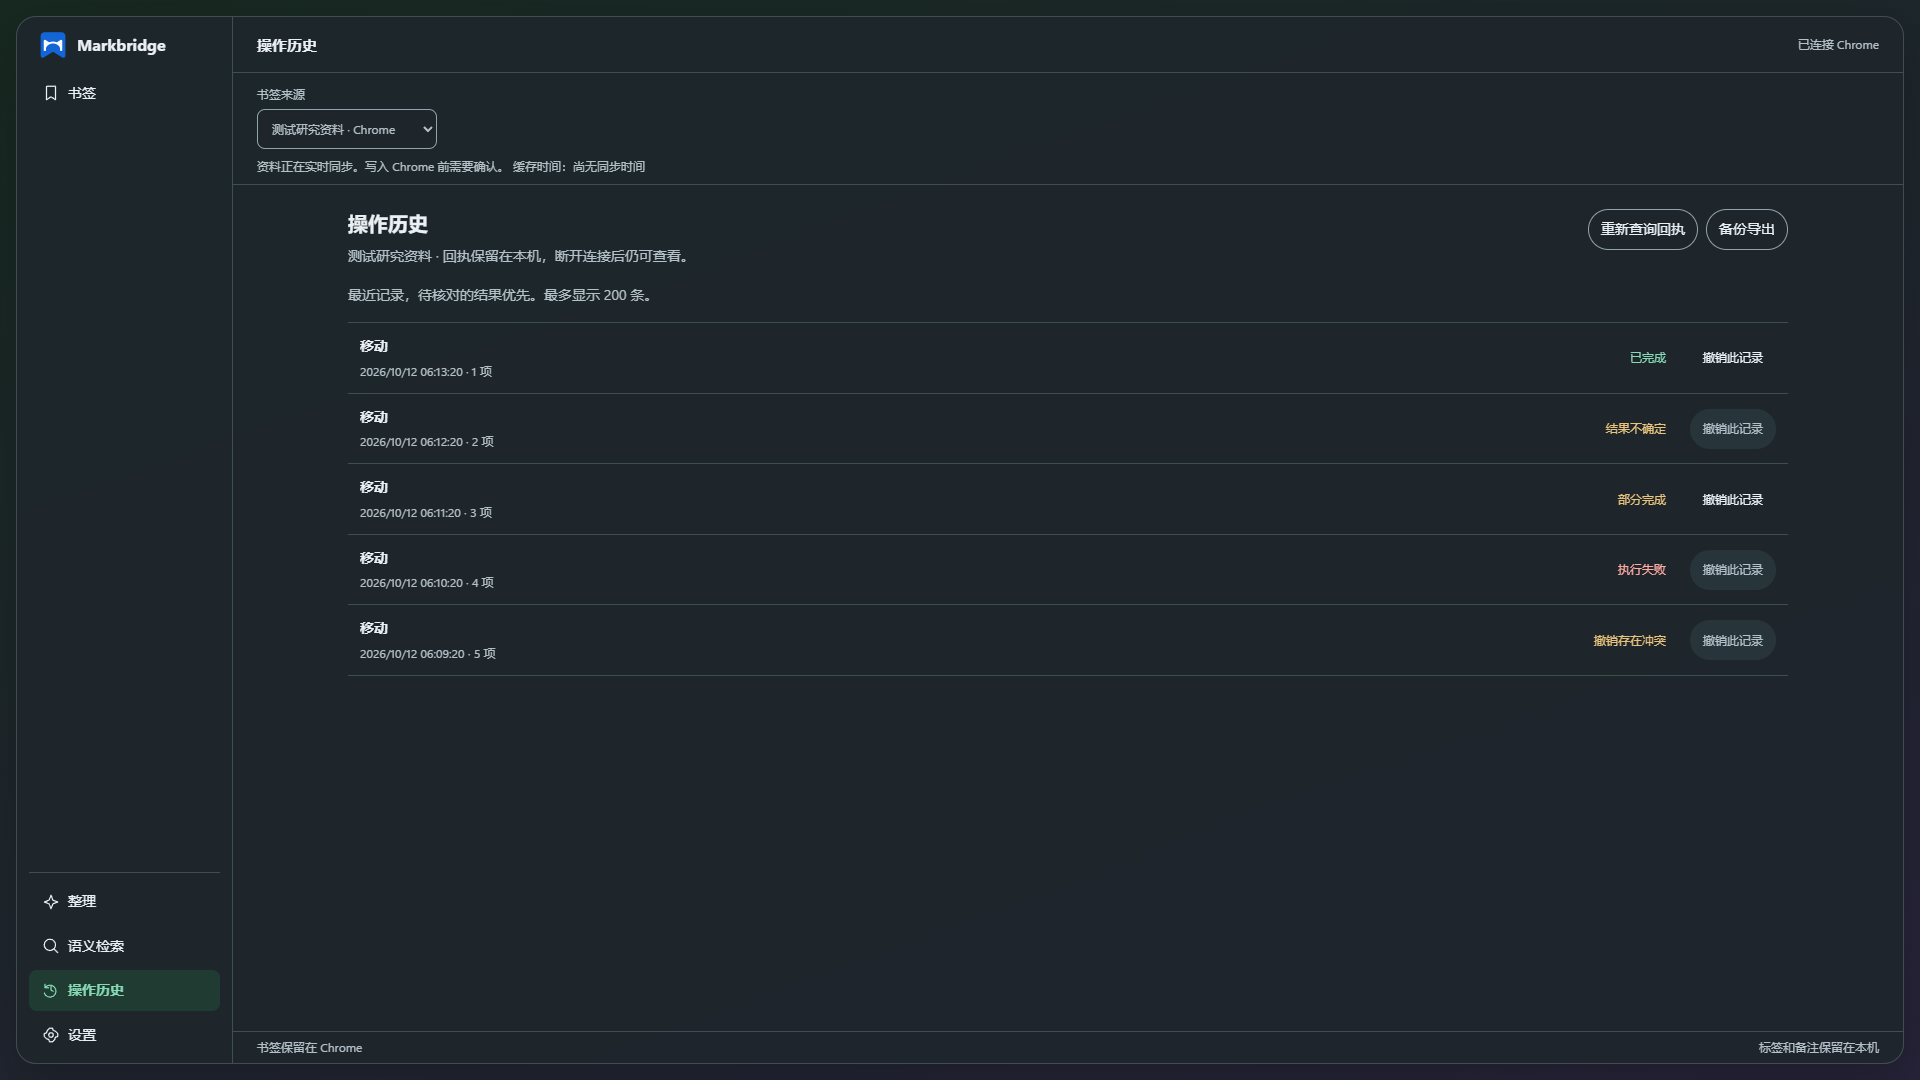 Markbridge
书签
整理
语义检索
操作历史
设置
操作历史
已连接 Chrome
书签来源
测试研究资料 · Chrome
资料正在实时同步。写入 Chrome 前需要确认。 缓存时间：尚无同步时间
操作历史
重新查询回执
备份导出
测试研究资料 · 回执保留在本机，断开连接后仍可查看。
最近记录，待核对的结果优先。最多显示 200 条。
移动
2026/10/12 06:13:20 · 1 项
已完成
撤销此记录
移动
2026/10/12 06:12:20 · 2 项
结果不确定
撤销此记录
移动
2026/10/12 06:11:20 · 3 项
部分完成
撤销此记录
移动
2026/10/12 06:10:20 · 4 项
执行失败
撤销此记录
移动
2026/10/12 06:09:20 · 5 项
撤销存在冲突
撤销此记录
书签保留在 Chrome
标签和备注保留在本机